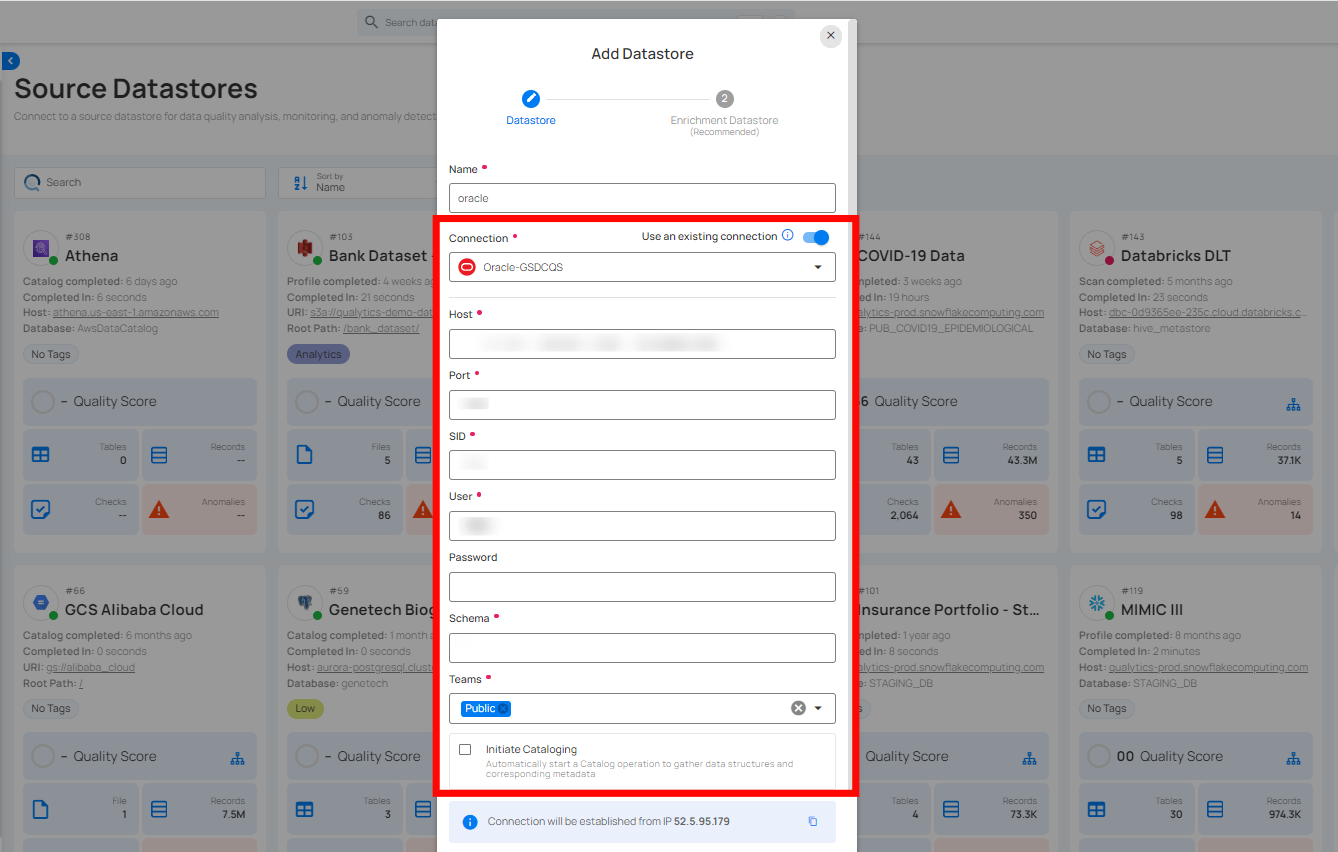 Search data
Add Datastore
2
Datastore
Enrichment Datastore
(Recommended)
Source Datastores
Connect to a source datastore for data quality analysis, monitoring, and anomaly detect
Search
Sort by
Name
Name
oracle
Connection
Use an existing connection
Oracle-GSDCQS
Host
Port
SID
User
Password
Schema
Teams
Public
Initiate Cataloging
Automatically start a Catalog operation to gather data structures and
corresponding metadata
Connection will be established from IP 52.5.95.179
#308
Athena
Catalog completed: 6 days ago
Completed In: 6 seconds
Host: athena.us-east-1.amazonaws.com
Database: AwsDataCatalog
No Tags
– Quality Score
Tables
0
Records
--
Checks
--
Anomalies
--
#103
Bank Dataset -
Profile completed: 4 weeks ag
Completed In: 21 seconds
URI: s3a://qualytics-demo-dat
Root Path: /bank_dataset/
Analytics
– Quality Score
Files
5
Checks
86
#144
COVID-19 Data
mpleted: 3 weeks ago
ed In: 19 hours
alytics-prod.snowflakecomputing.com
e: PUB_COVID19_EPIDEMIOLOGICAL
6 Quality Score
Tables
43
Records
43.3M
Checks
2,064
Anomalies
350
#143
Databricks DLT
Scan completed: 5 months ago
Completed In: 23 seconds
Host: dbc-0d9365ee-235c.cloud.databricks.c...
Database: hive_metastore
No Tags
– Quality Score
Tables
5
Records
37.1K
Checks
98
Anomalies
14
#66
GCS Alibaba Cloud
Catalog completed: 6 months ago
Completed In: 0 seconds
URI: gs://alibaba_cloud
Root Path: /
No Tags
– Quality Score
File
1
Records
7.5M
#59
Genetech Biog
Catalog completed: 1 month a
Completed In: 0 seconds
Host: aurora-postgresql.cluste
Database: genetech
Low
– Quality Score
Tables
3
#101
Insurance Portfolio - St...
mpleted: 1 year ago
ed In: 8 seconds
alytics-prod.snowflakecomputing.com
e: STAGING_DB
s
Quality Score
Tables
4
Records
73.3K
#119
MIMIC III
Profile completed: 8 months ago
Completed In: 2 minutes
Host: qualytics-prod.snowflakecomputing.com
Database: STAGING_DB
No Tags
00 Quality Score
Tables
30
Records
974.3K